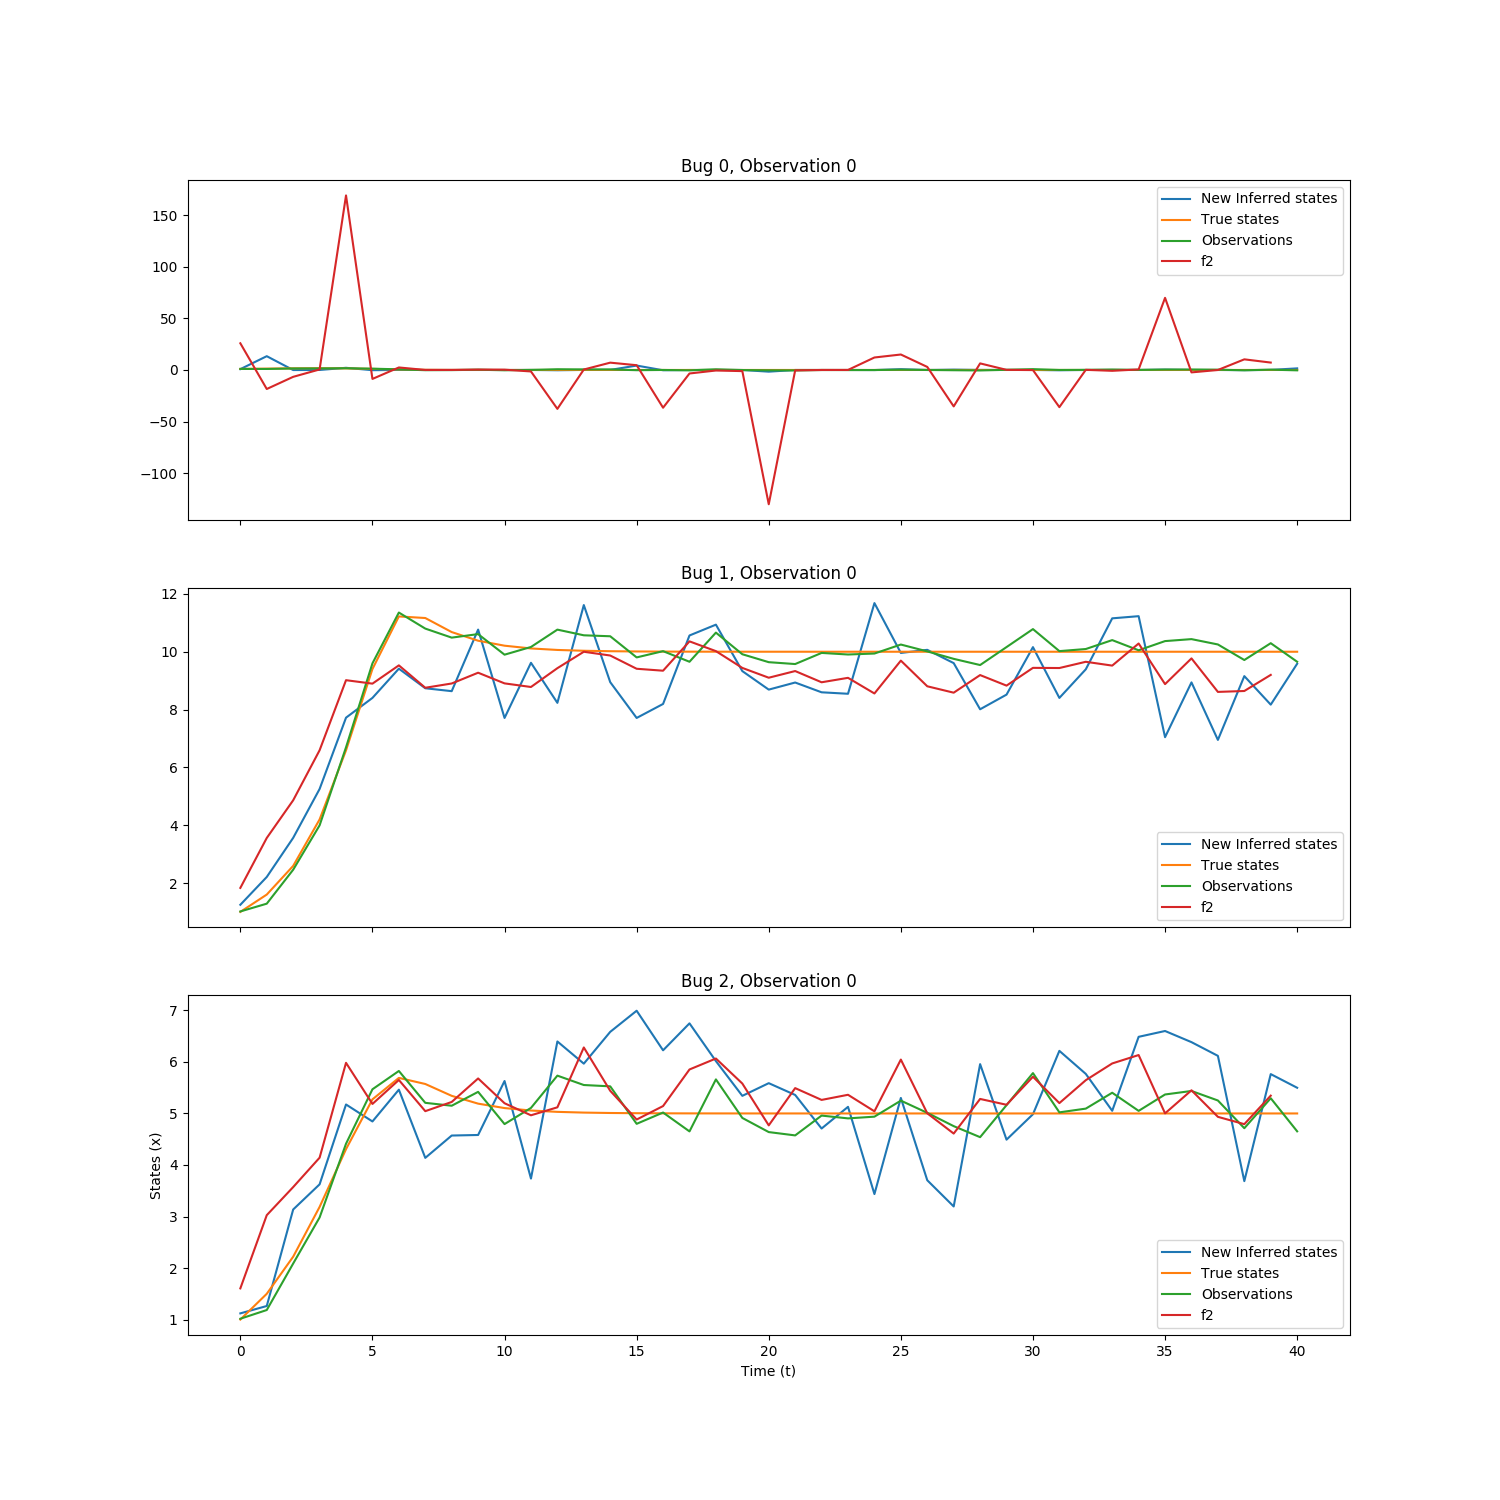 Bug 0, Observation 0
150
100
50
0
−50
−100
New Inferred states
True states
Observations
f2
Bug 1, Observation 0
12
10
8
6
4
2
New Inferred states
True states
Observations
f2
Bug 2, Observation 0
7
6
5
4
3
2
1
States (x)
New Inferred states
True states
Observations
f2
0 5 10 15 20 25 30 35 40
Time (t)